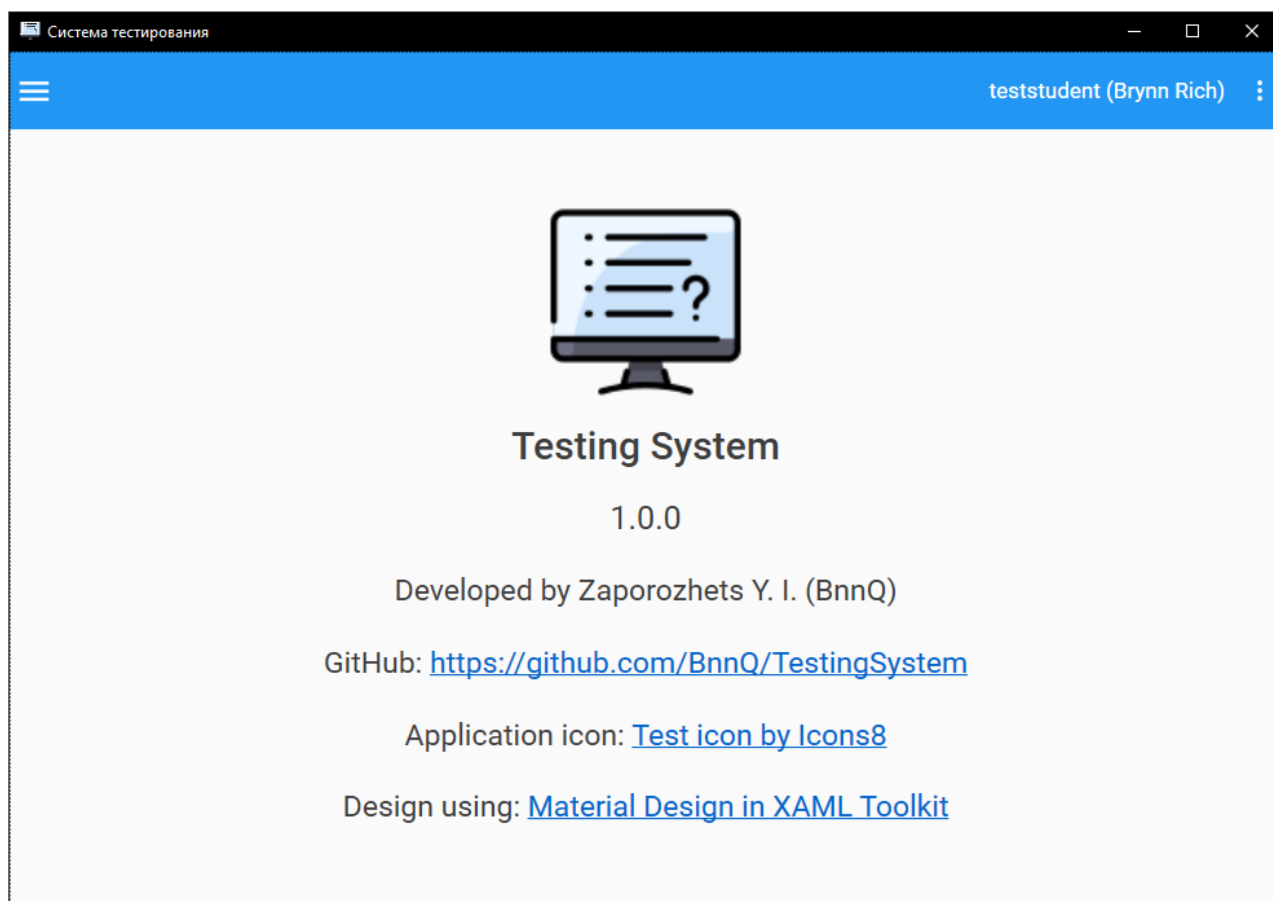 Система тестирования
teststudent (Brynn Rich)
?
Testing System
1.0.0
Developed by Zaporozhets Y. I. (BnnQ)
GitHub: https://github.com/BnnQ/TestingSystem
Application icon: Test icon by Icons8
Design using: Material Design in XAML Toolkit